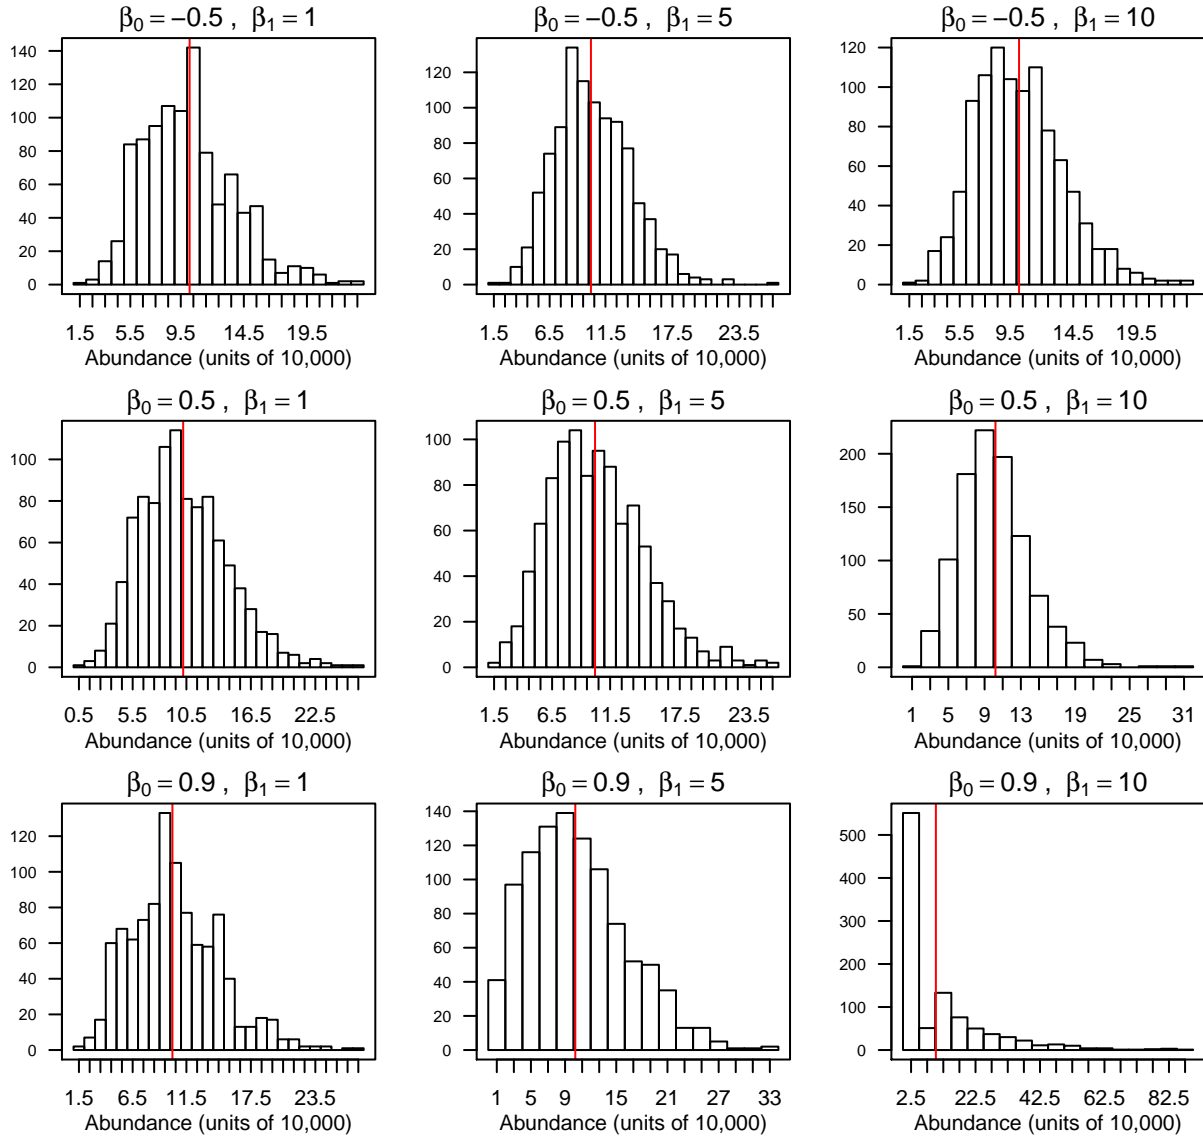 β0 = −0.5 , β1 = 1
β0 = −0.5 , β1 = 5
β0 = −0.5 , β1 = 10
140
120
100
80
60
40
20
0
120
100
80
60
40
20
0
120
100
80
60
40
20
0
1.5 5.5 9.5 14.5 19.5
1.5 6.5 11.5 17.5 23.5
1.5 5.5 9.5 14.5 19.5
Abundance (units of 10,000)
Abundance (units of 10,000)
Abundance (units of 10,000)
β0 = 0.5 , β1 = 1
β0 = 0.5 , β1 = 5
β0 = 0.5 , β1 = 10
100
80
60
40
20
0
100
80
60
40
20
0
200
150
100
50
0
0.5 5.5 10.5 16.5 22.5
1.5 6.5 11.5 17.5 23.5
1 5 9 13 19 25 31
Abundance (units of 10,000)
Abundance (units of 10,000)
Abundance (units of 10,000)
β0 = 0.9 , β1 = 1
β0 = 0.9 , β1 = 5
β0 = 0.9 , β1 = 10
120
100
80
60
40
20
0
140
120
100
80
60
40
20
0
500
400
300
200
100
0
1.5 6.5 11.5 17.5 23.5
1 5 9 15 21 27 33
2.5 22.5 42.5 62.5 82.5
Abundance (units of 10,000)
Abundance (units of 10,000)
Abundance (units of 10,000)